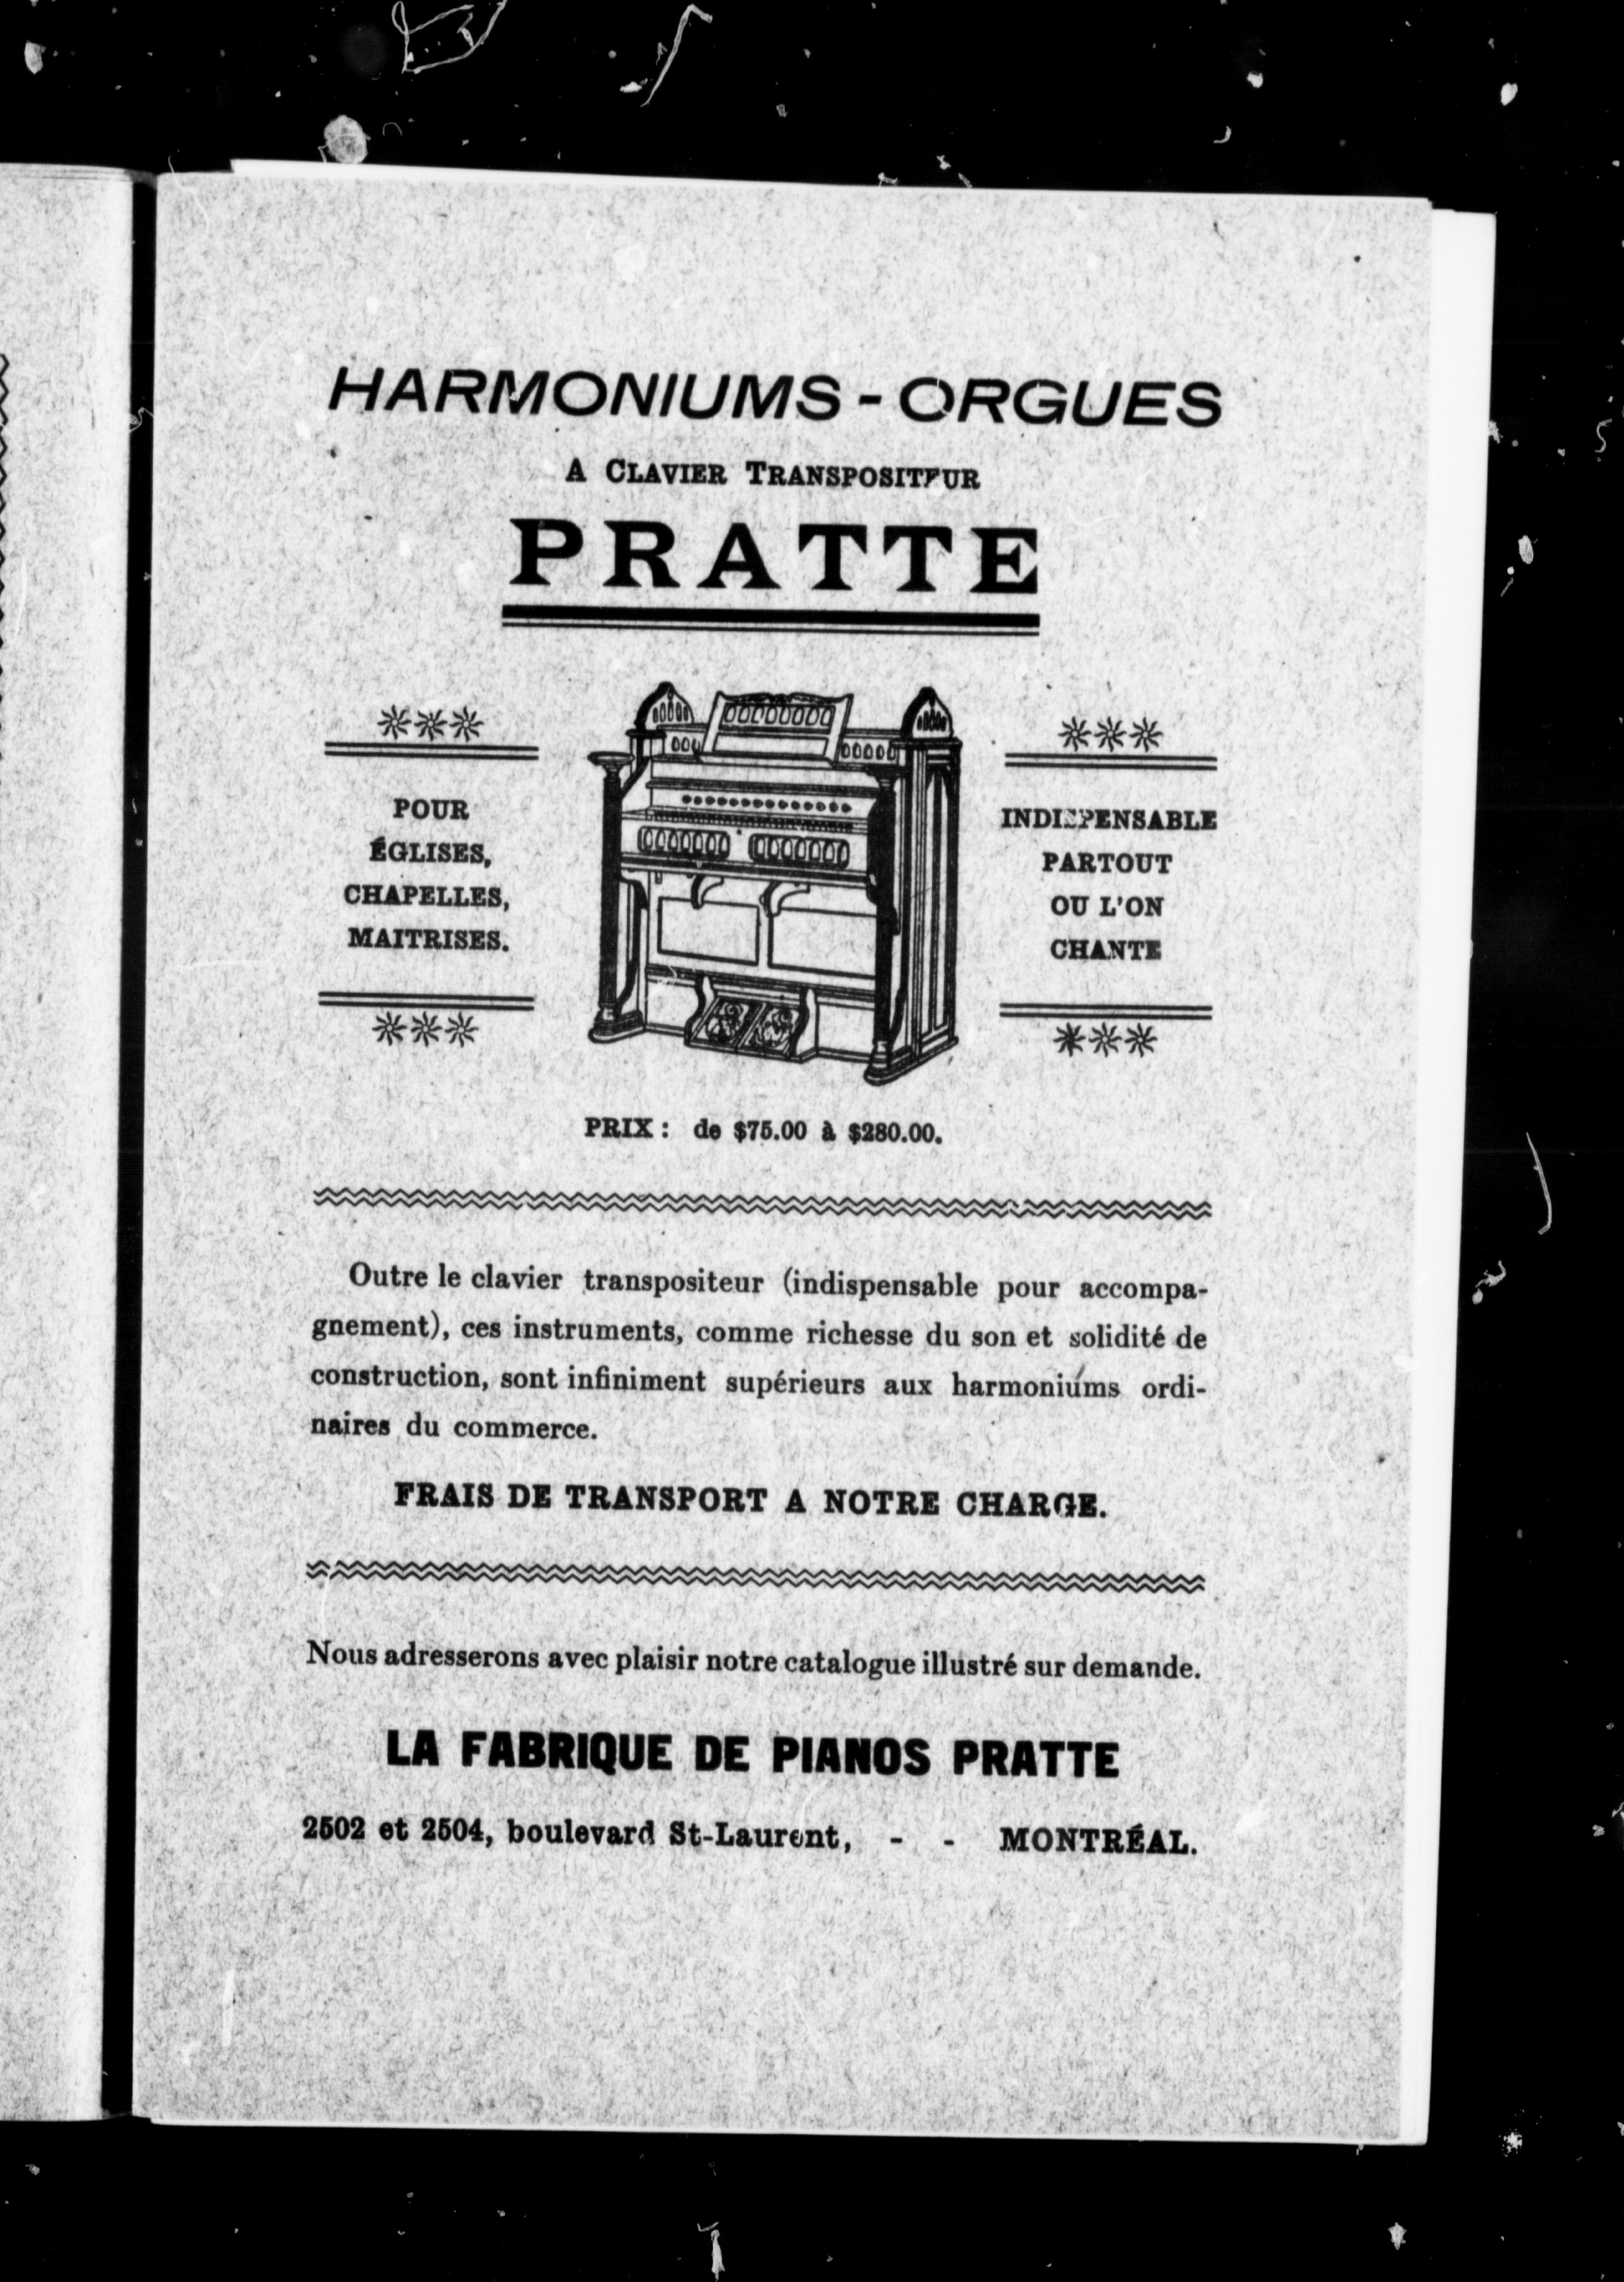 HARMONIUMS - ORGUES
A CLAVIER TRANSPOSITEUR
PRATTE
POUR
ÉGLISES,
CHAPELLES,
MAITRISES.
INDISPENSABLE
PARTOUT
OU L'ON
CHANTE
PRIX : de $75.00 à $280.00.
Outre le clavier transpositeur (indispensable pour accompa-
gnement), ces instruments, comme richesse du son et solidité de
construction, sont infiniment supérieurs aux harmoniums ordi-
naires du commerce.
FRAIS DE TRANSPORT A NOTRE CHARGE.
Nous adresserons avec plaisir notre catalogue illustré sur demande.
LA FABRIQUE DE PIANOS PRATTE
2502 et 2504, boulevard St-Laurent, - - MONTRÉAL.